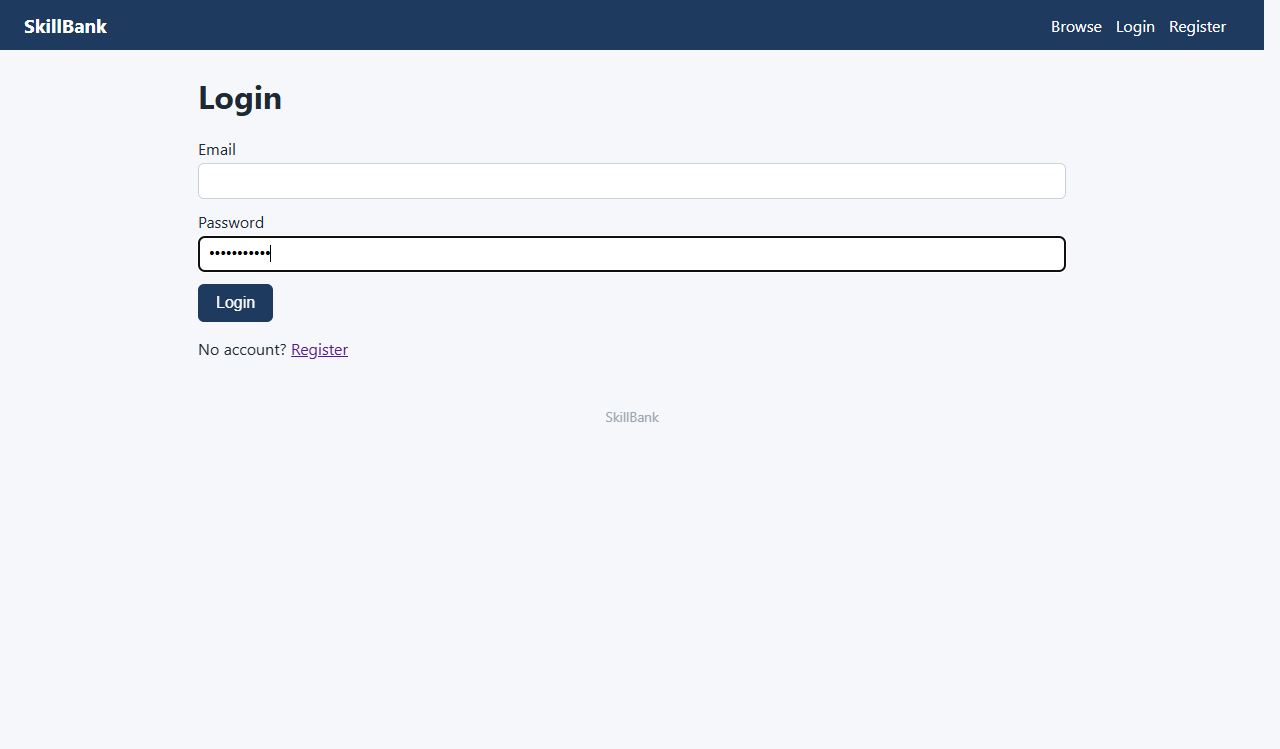 SkillBank
Browse Login Register
Login
Email
Password
•••••••••••
Login
No account? Register
SkillBank